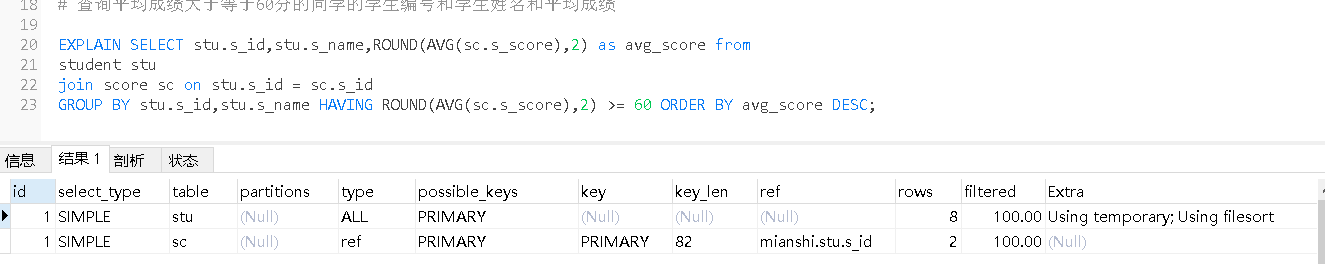 18 # 查询平均成绩大于等于60分的同学的学生编号和学生姓名和平均成绩
19
20 EXPLAIN SELECT stu.s_id,stu.s_name,ROUND(AVG(sc.s_score),2) as avg_score from
21 student stu
22 join score sc on stu.s_id = sc.s_id
23 GROUP BY stu.s_id,stu.s_name HAVING ROUND(AVG(sc.s_score),2) >= 60 ORDER BY avg_score DESC;
信息 结果 1 剖析 状态
id select_type table partitions type possible_keys key key_len ref rows filtered Extra
1 SIMPLE stu (Null) ALL PRIMARY (Null) (Null) (Null) 8 100.00 Using temporary; Using filesort
1 SIMPLE sc (Null) ref PRIMARY PRIMARY 82 mianshi.stu.s_id 2 100.00 (Null)